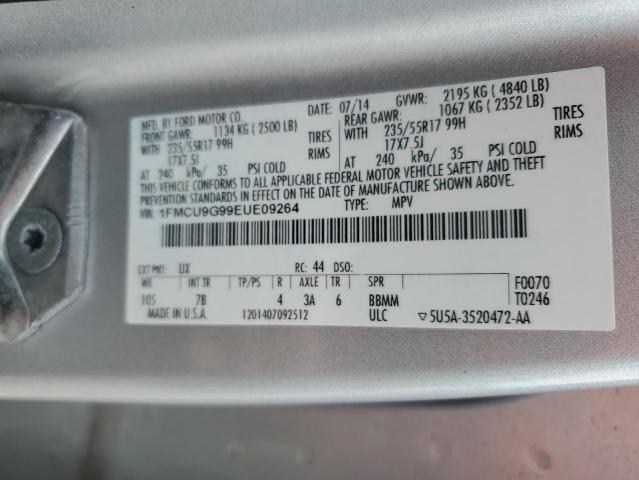 MFD. BY FORD MOTOR CO. DATE: 07/14 GVWR: 2195 KG ( 4840 LB)
FRONT GAWR: 1134 KG ( 2500 LB) REAR GAWR: 1067 KG ( 2352 LB)
WITH 235/55R17 99H TIRES WITH 235/55R17 99H TIRES
17X7.5J RIMS 17X7.5J RIMS
AT 240 kPa/ 35 PSI COLD AT 240 kPa/ 35 PSI COLD
THIS VEHICLE CONFORMS TO ALL APPLICABLE FEDERAL MOTOR VEHICLE SAFETY AND THEFT
PREVENTION STANDARDS IN EFFECT ON THE DATE OF MANUFACTURE SHOWN ABOVE.
VIN: 1FMCU9G99EUE09264 TYPE: MPV
EXT PNT: UX RC: 44 DSO:
WB INT TR TP/PS R AXLE TR SPR F0070
105 7B 4 3A 6 BBMM T0246
MADE IN U.S.A. 1201407092512 ULC ▽5U5A-3520472-AA